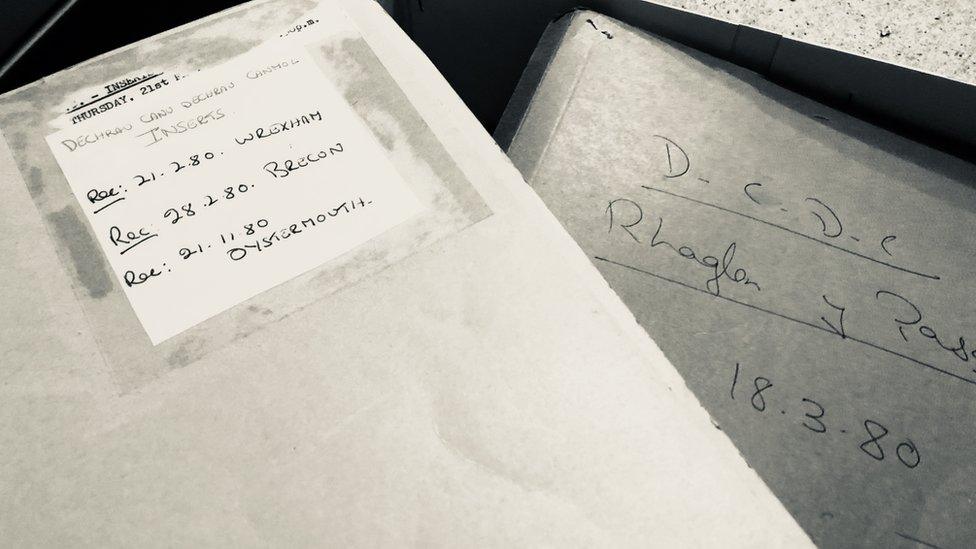 INSERTS
THURSDAY, 21st
p.m.
DECHRAU CANU DECHRAU CANMOL
INSERTS
Rec: 21.2.80. WREXHAM
Rec 28.2.80. BRECON
Rec: 21.11.80
OYSTERMOUTH.
D-C.D-C
Rhaglen y
18.3.80